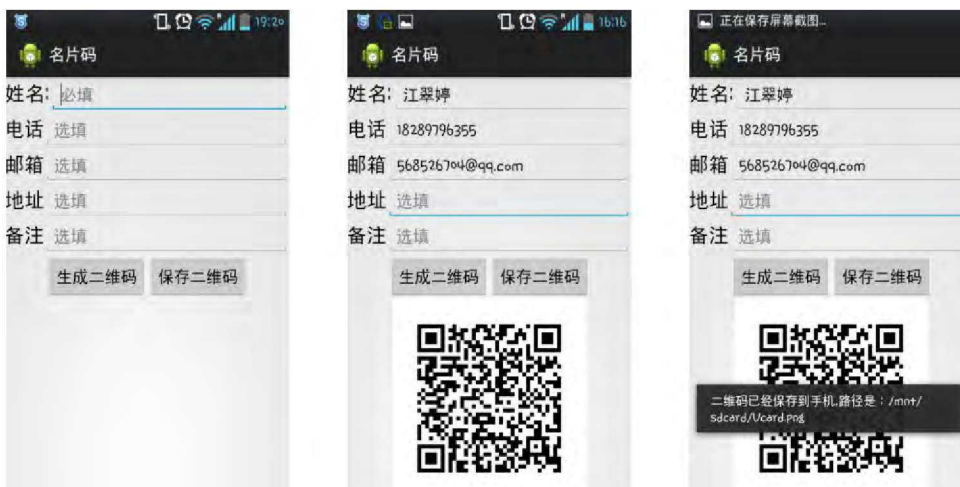 19:20
名片码
姓名: 必填
电话 选填
邮箱 选填
地址 选填
备注 选填
生成二维码 保存二维码
16:16
名片码
姓名: 江翠婷
电话 18289796355
邮箱 568526704@qq.com
地址 选填
备注 选填
生成二维码 保存二维码
正在保存屏幕截图...
名片码
姓名: 江翠婷
电话 18289796355
邮箱 568526704@qq.com
地址 选填
备注 选填
生成二维码 保存二维码
二维码已经保存到手机,路径是：/mnt/
sdcard/Vcard.png